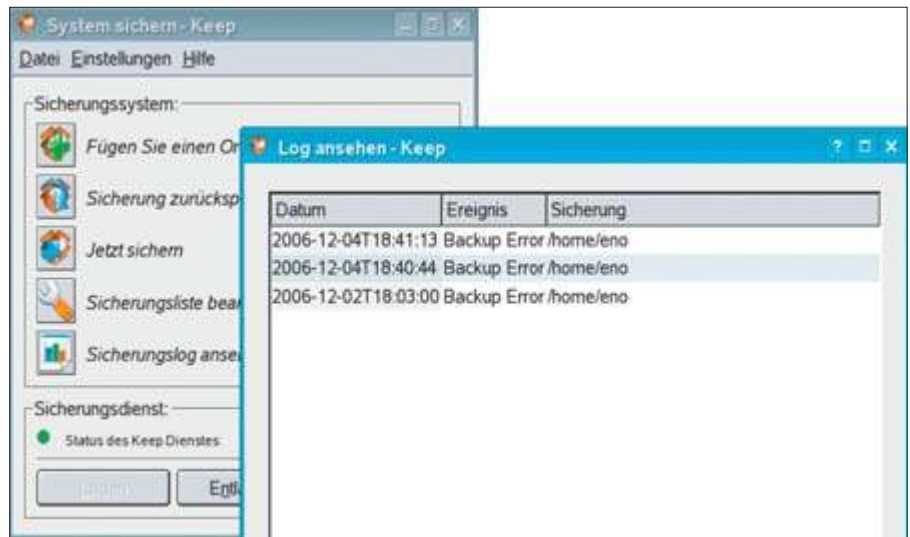 System sichern - Keep
Datei Einstellungen Hilfe
Sicherungssystem:
Fügen Sie einen Or
Sicherung zurücksp
Jetzt sichern
Sicherungsliste bear
Sicherungslog anse
Sicherungsdienst:
Status des Keep Dienstes:
Entla
Log ansehen - Keep
Datum Ereignis Sicherung
2006-12-04T18:41:13 Backup Error /home/eno
2006-12-04T18:40:44 Backup Error /home/eno
2006-12-02T18:03:00 Backup Error /home/eno